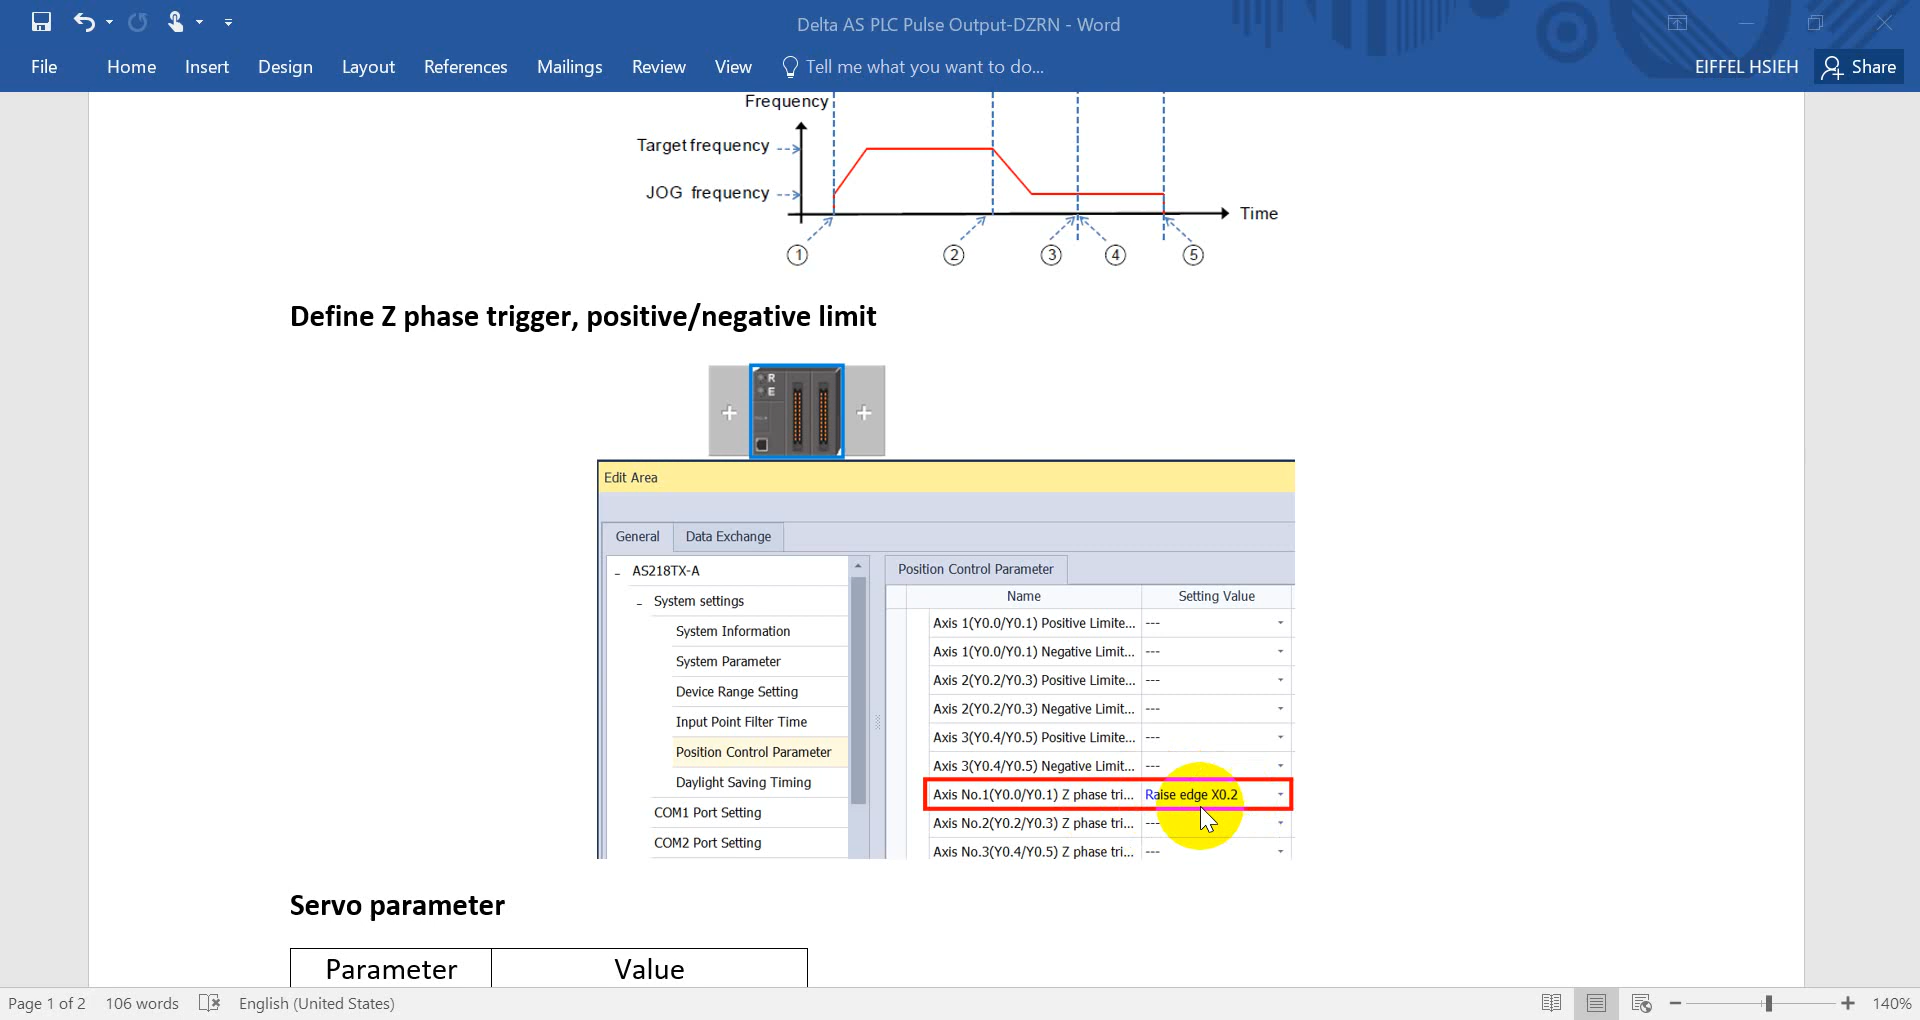 Delta AS PLC Pulse Output-DZRN - Word
File Home Insert Design Layout References Mailings Review View Tell me what you want to do... EIFFEL HSIEH Share
Frequency
Target frequency
JOG frequency
Time
① ② ③ ④ ⑤
Define Z phase trigger, positive/negative limit
R
E
Edit Area
General Data Exchange
AS218TX-A
System settings
System Information
System Parameter
Device Range Setting
Input Point Filter Time
Position Control Parameter
Daylight Saving Timing
COM1 Port Setting
COM2 Port Setting
Position Control Parameter
Name Setting Value
Axis 1(Y0.0/Y0.1) Positive Limite... ---
Axis 1(Y0.0/Y0.1) Negative Limit... ---
Axis 2(Y0.2/Y0.3) Positive Limite... ---
Axis 2(Y0.2/Y0.3) Negative Limit... ---
Axis 3(Y0.4/Y0.5) Positive Limite... ---
Axis 3(Y0.4/Y0.5) Negative Limit... ---
Axis No.1(Y0.0/Y0.1) Z phase tri... Raise edge X0.2
Axis No.2(Y0.2/Y0.3) Z phase tri... ---
Axis No.3(Y0.4/Y0.5) Z phase tri... ---
Servo parameter
Parameter Value
Page 1 of 2 106 words English (United States) 140%